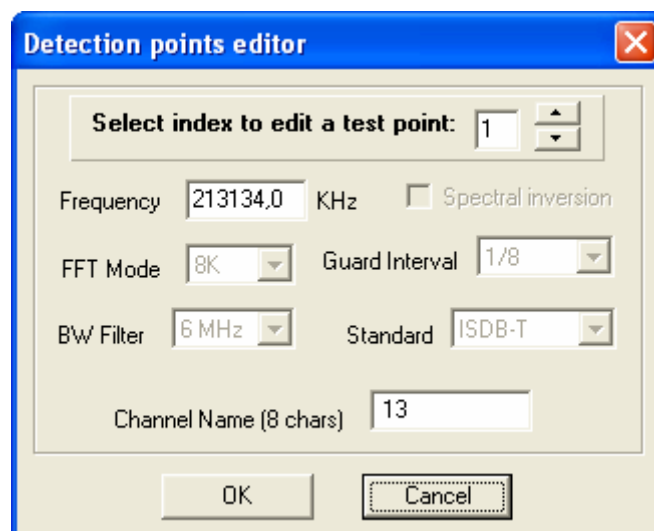 Detection points editor
Select index to edit a test point: 1
Frequency 213134,0 KHz Spectral inversion
FFT Mode 8K Guard Interval 1/8
BW Filter 6 MHz Standard ISDB-T
Channel Name (8 chars) 13
OK Cancel